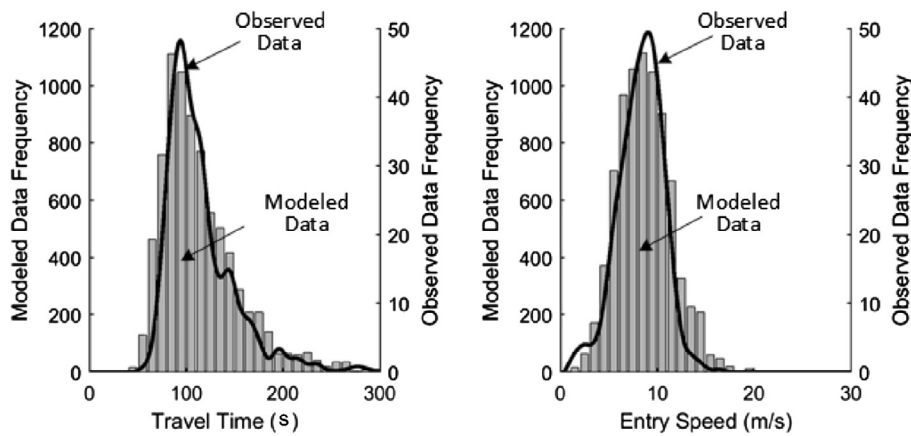 Observed
Data
1200
1000
800
600
400
200
0
Modeled Data Frequency
50
40
30
20
10
0
Observed Data Frequency
Modeled
Data
0
100
200
300
Travel Time (s)
Observed
Data
1200
1000
800
600
400
200
0
Modeled Data Frequency
50
40
30
20
10
0
Observed Data Frequency
Modeled
Data
0
10
20
30
Entry Speed (m/s)